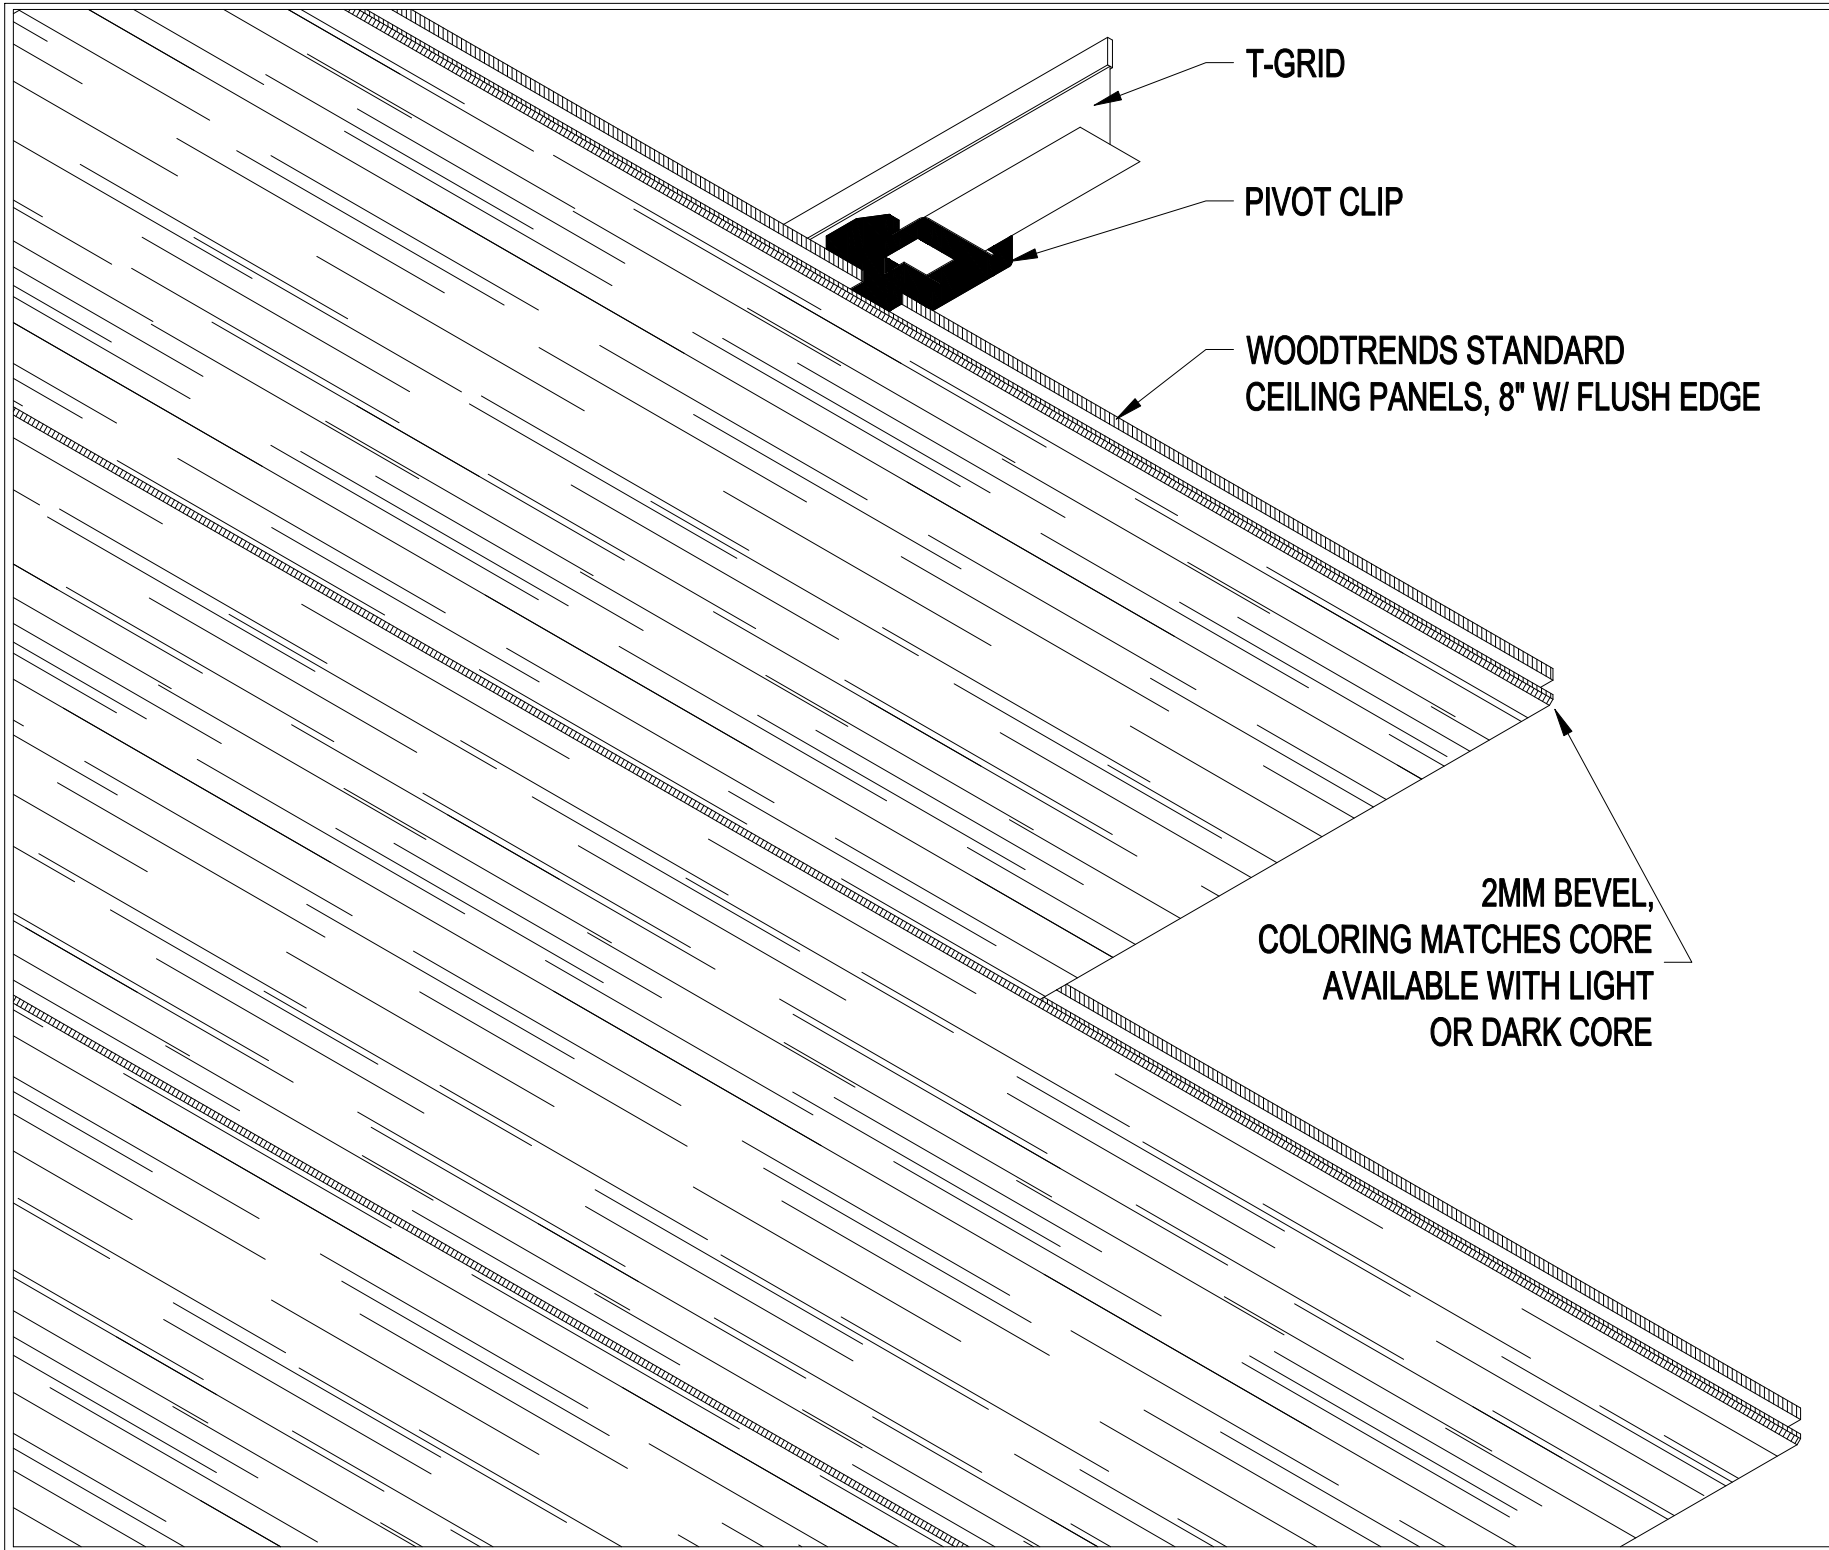 T-GRID
PIVOT CLIP
WOODTRENDS STANDARD
CEILING PANELS, 8" W/ FLUSH EDGE
2MM BEVEL,
COLORING MATCHES CORE
AVAILABLE WITH LIGHT
OR DARK CORE